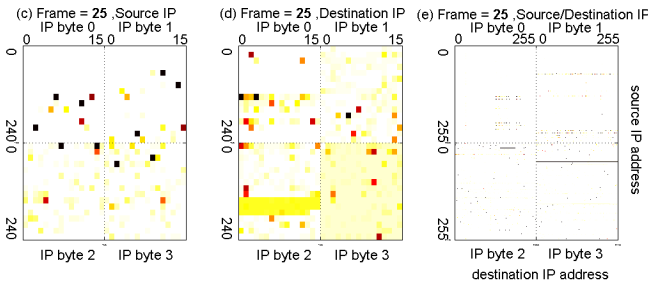 (c) Frame = 25 ,Source IP
IP byte 0 IP byte 1
0 15 0 15
0
240 0
240
IP byte 2 IP byte 3
(d) Frame = 25 ,Destination IP
IP byte 0 IP byte 1
0 15 0 15
0
240 0
240
IP byte 2 IP byte 3
(e) Frame = 25 ,Source/Destination IP
IP byte 0 IP byte 1
0 255 0 255
0
255 0
255
source IP address
IP byte 2 IP byte 3
destination IP address